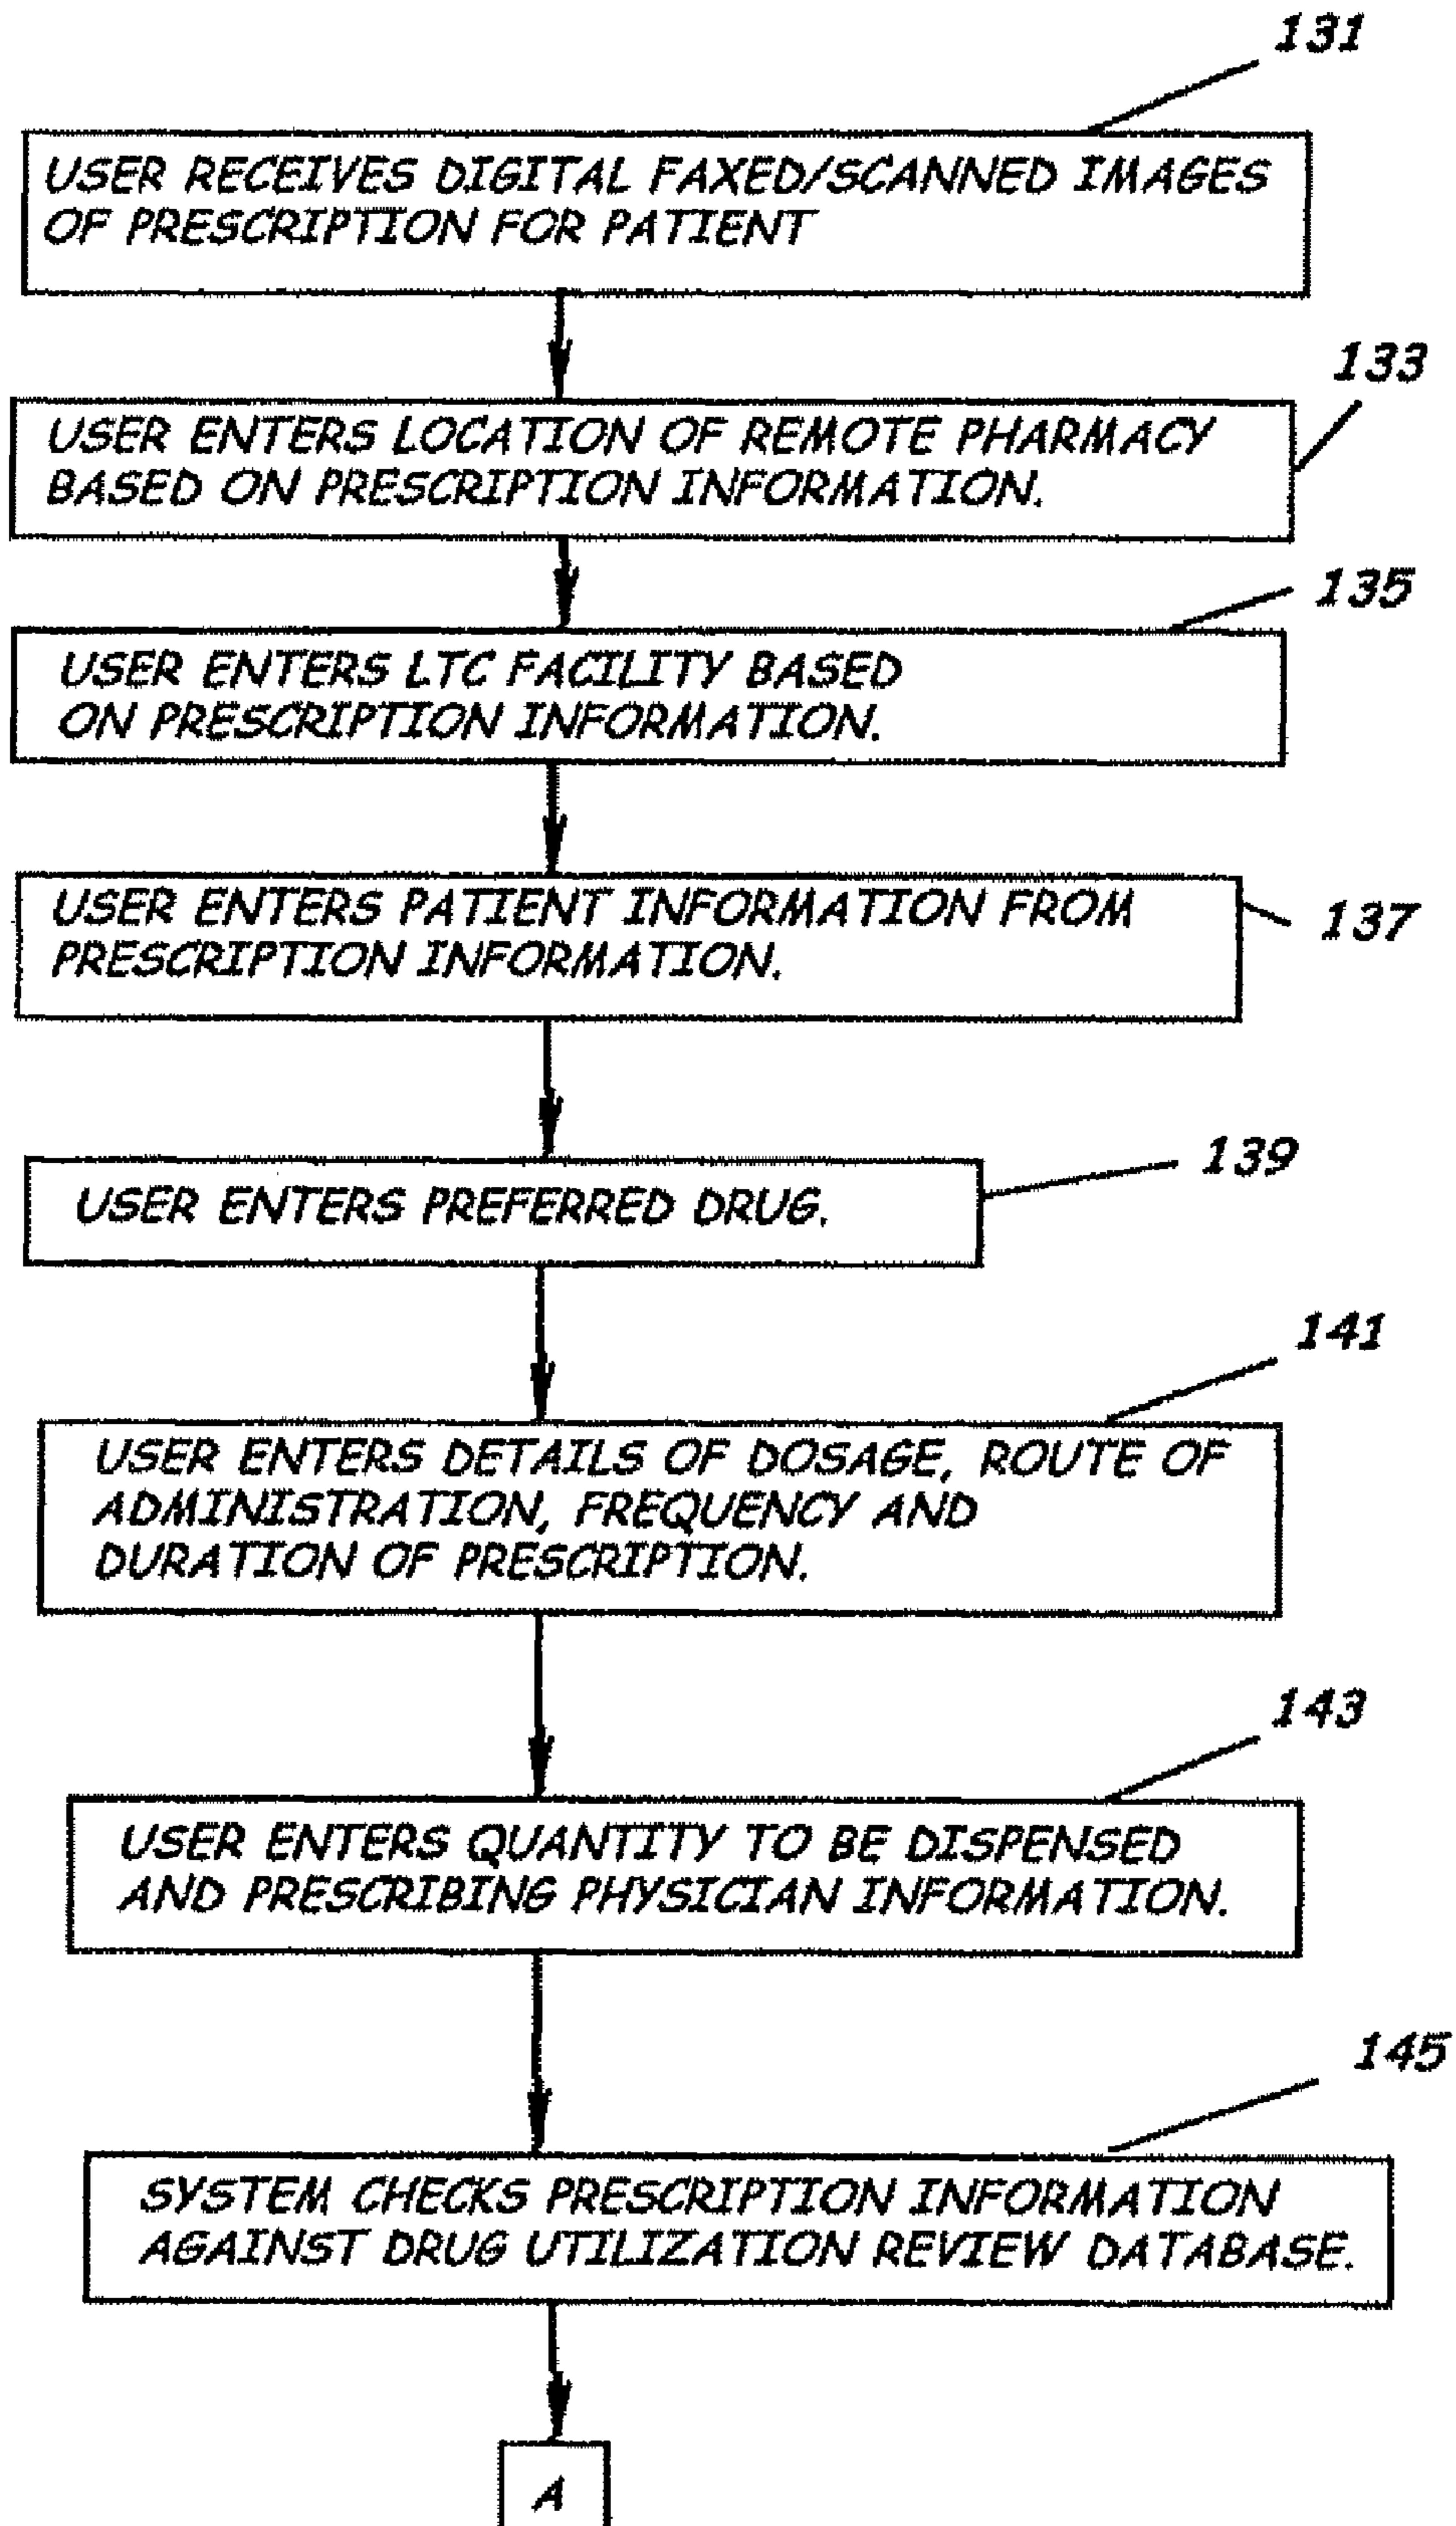 131
USER RECEIVES DIGITAL FAXED/SCANNED IMAGES
OF PRESCRIPTION FOR PATIENT
133
USER ENTERS LOCATION OF REMOTE PHARMACY
BASED ON PRESCRIPTION INFORMATION.
135
USER ENTERS LTC FACILITY BASED
ON PRESCRIPTION INFORMATION.
USER ENTERS PATIENT INFORMATION FROM
137
PRESCRIPTION INFORMATION.
139
USER ENTERS PREFERRED DRUG.
141
USER ENTERS DETAILS OF DOSAGE, ROUTE OF
ADMINISTRATION, FREQUENCY AND
DURATION OF PRESCRIPTION.
143
USER ENTERS QUANTITY TO BE DISPENSED
AND PRESCRIBING PHYSICIAN INFORMATION.
145
SYSTEM CHECKS PRESCRIPTION INFORMATION
AGAINST DRUG UTILIZATION REVIEW DATABASE.
A